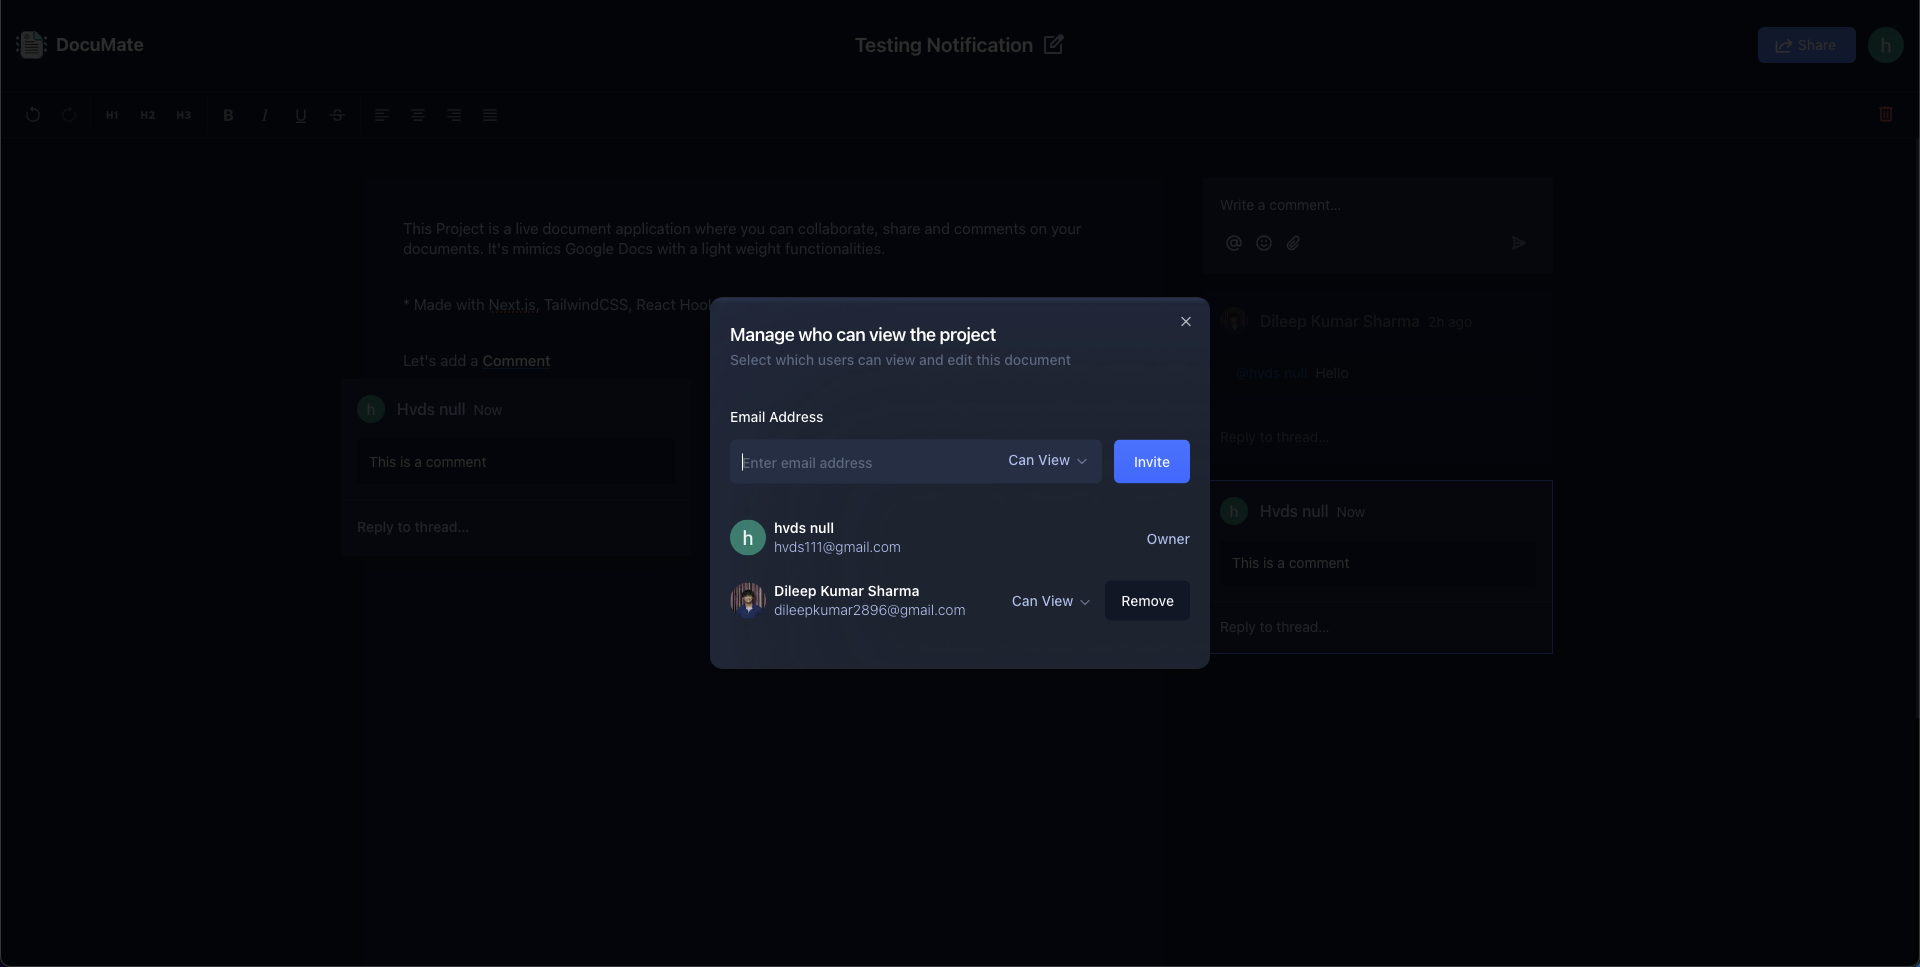 DocuMate
Testing Notification
Share
h
H1 H2 H3 B I U S
This Project is a live document application where you can collaborate, share and comments on your
documents. It's mimics Google Docs with a light weight functionalities.
* Made with Next.js, TailwindCSS, React Hook
Let's add a Comment
h
Hvds null Now
This is a comment
Reply to thread…
Manage who can view the project
Select which users can view and edit this document
Email Address
Enter email address
Can View
Invite
h
hvds null
hvds111@gmail.com
Owner
Dileep Kumar Sharma
dileepkumar2896@gmail.com
Can View
Remove
Write a comment…
Dileep Kumar Sharma 2h ago
@hvds null Hello
Reply to thread…
h
Hvds null Now
This is a comment
Reply to thread…